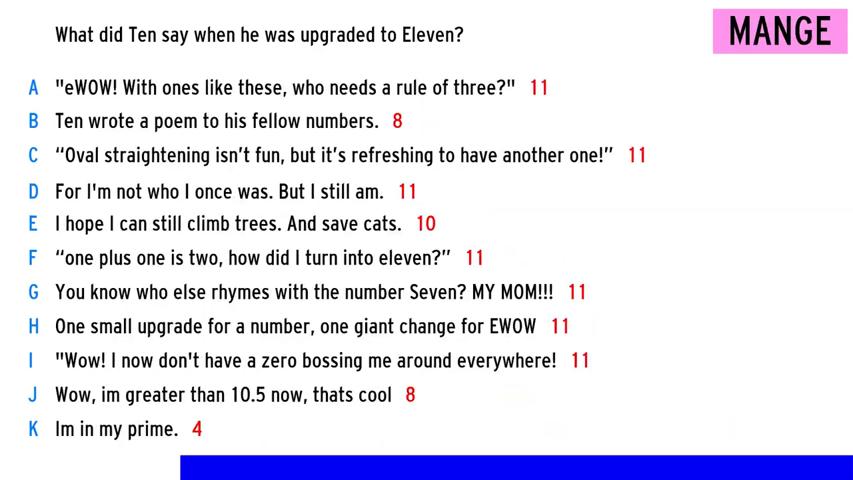 What did Ten say when he was upgraded to Eleven?
MANGE
A "eWOW! With ones like these, who needs a rule of three?" 11
B Ten wrote a poem to his fellow numbers. 8
C “Oval straightening isn’t fun, but it’s refreshing to have another one!” 11
D For I'm not who I once was. But I still am. 11
E I hope I can still climb trees. And save cats. 10
F “one plus one is two, how did I turn into eleven?” 11
G You know who else rhymes with the number Seven? MY MOM!!! 11
H One small upgrade for a number, one giant change for EWOW 11
I "Wow! I now don't have a zero bossing me around everywhere! 11
J Wow, im greater than 10.5 now, thats cool 8
K Im in my prime. 4